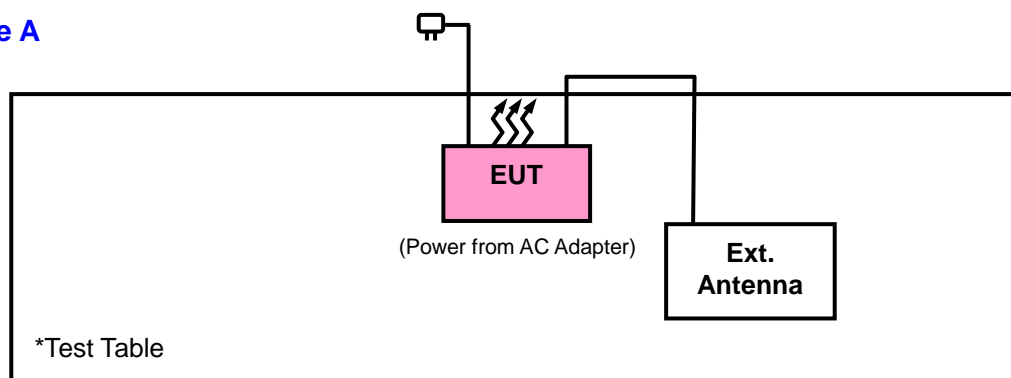 e A
EUT
(Power from AC Adapter)
Ext.
Antenna
*Test Table